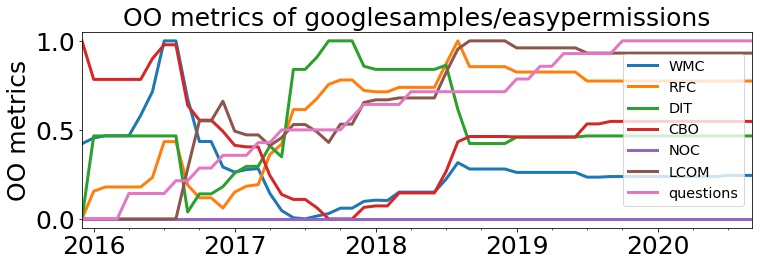 OO metrics of googlesamples/easypermissions
OO metrics
1.0
0.5
0.0
2016 2017 2018 2019 2020
WMC
RFC
DIT
CBO
NOC
LCOM
questions